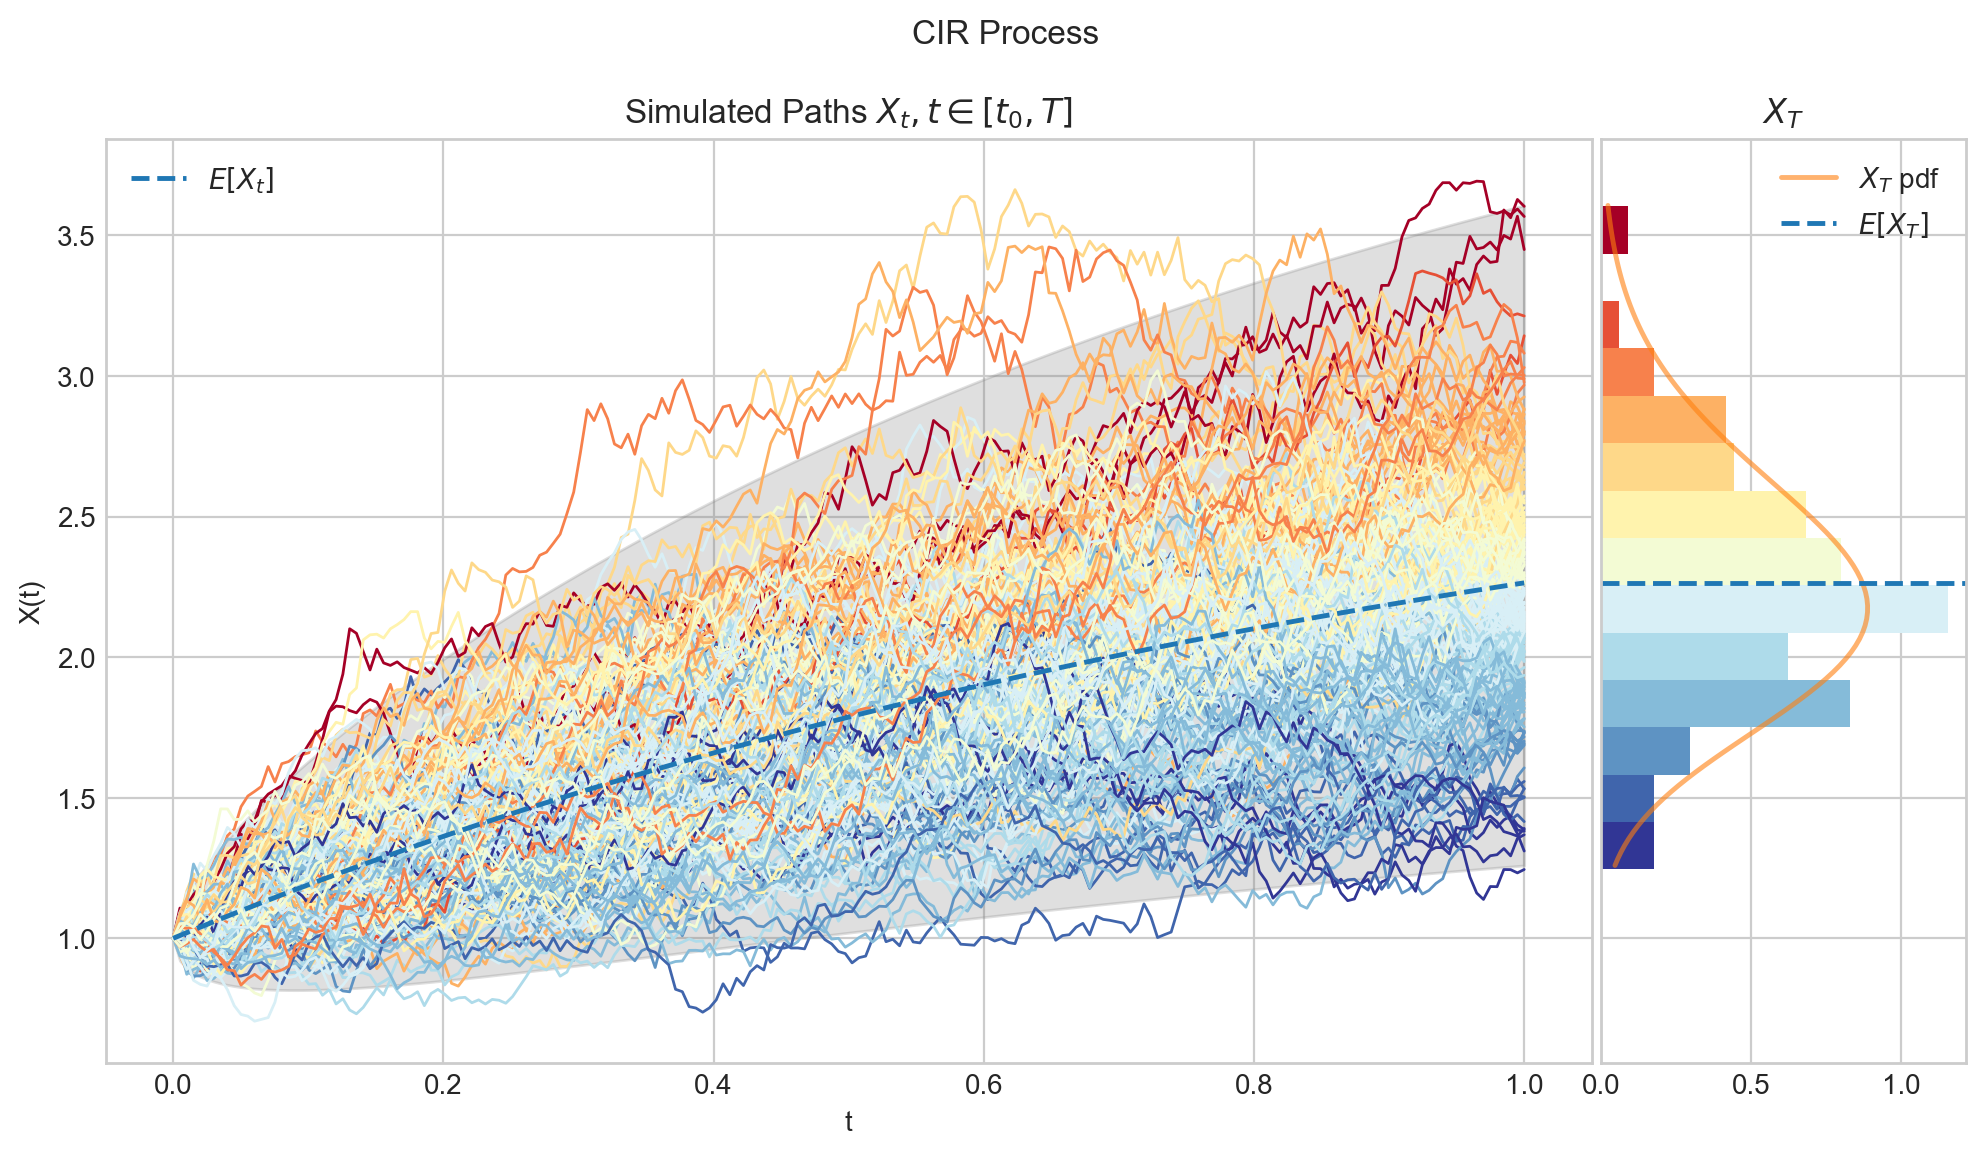 CIR Process
Simulated Paths $X_t, t \in [t_0, T]$
$X_T$
$E[X_t]$
$X_T$ pdf
$E[X_T]$
3.5
3.0
2.5
2.0
1.5
1.0
X(t)
0.0 0.2 0.4 0.6 0.8 1.0 0.0 0.5 1.0
t